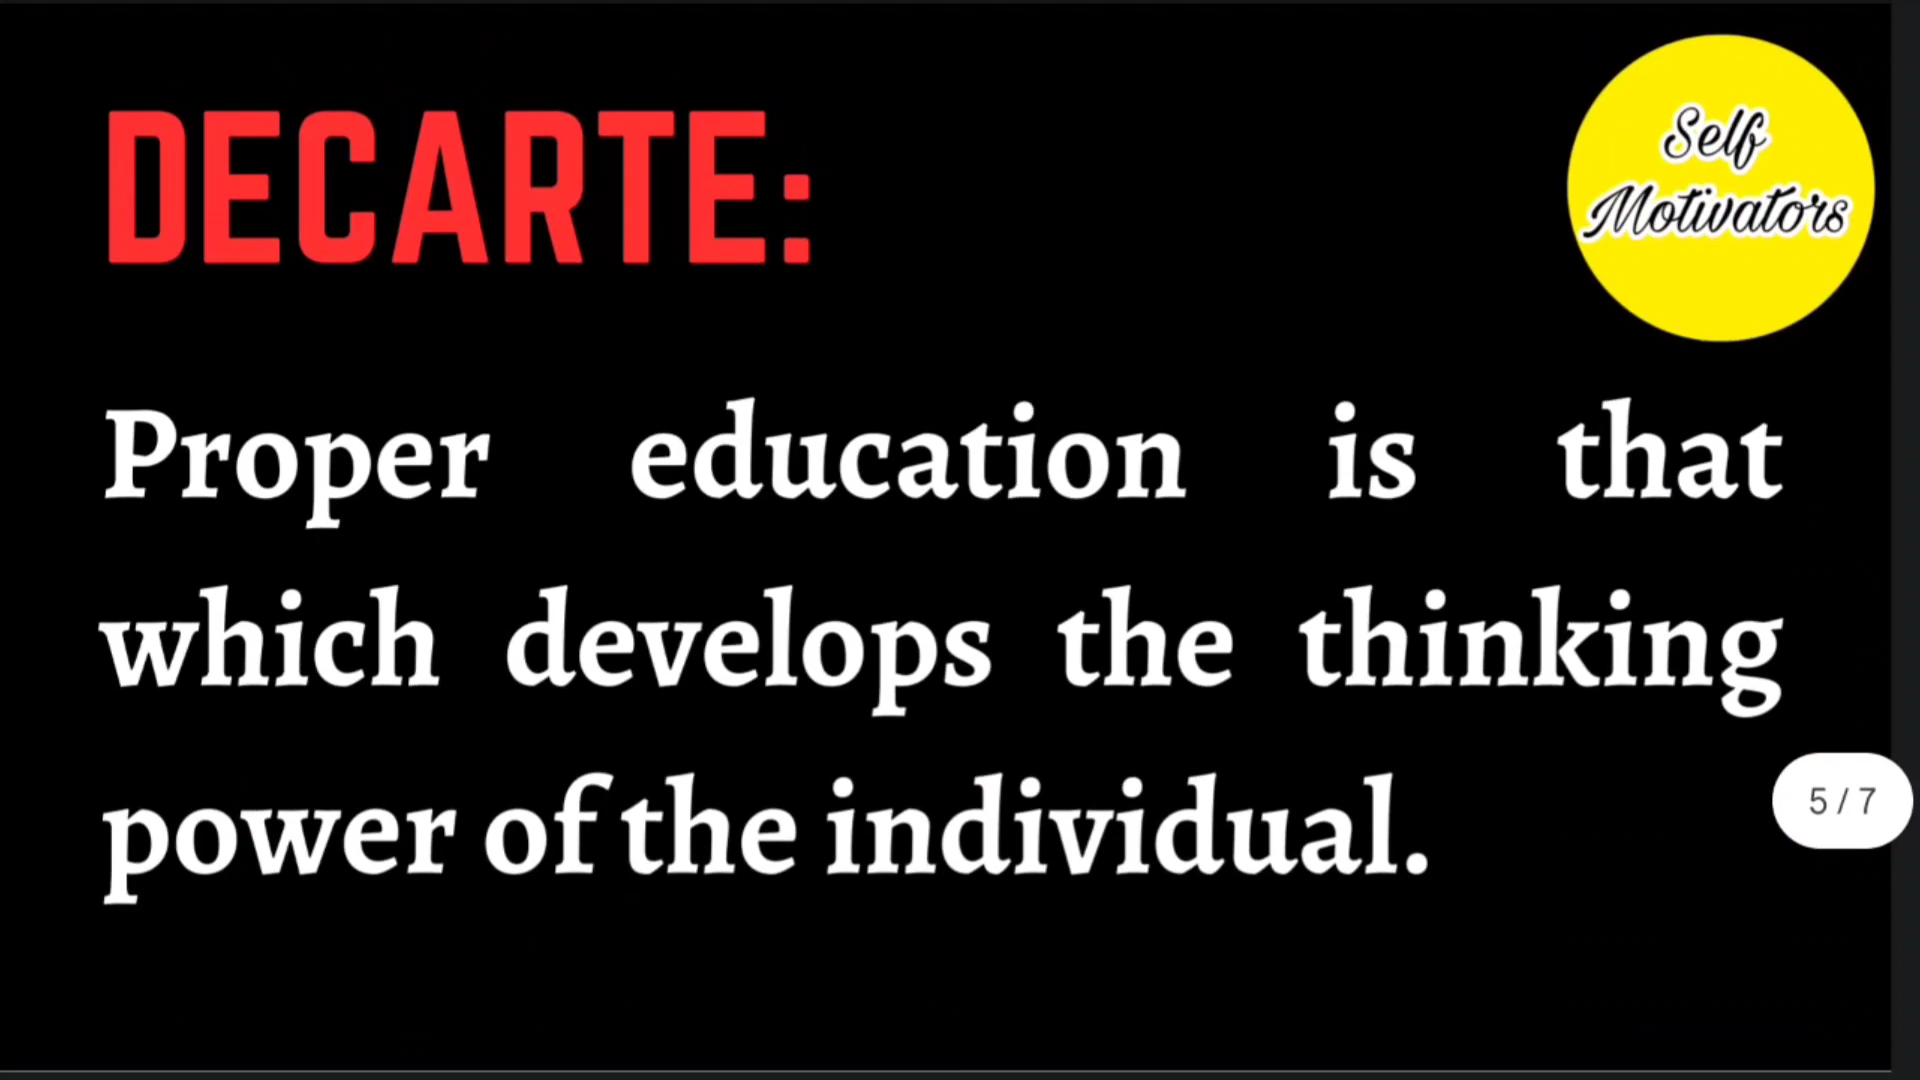 DECARTE:
Self
Motivators
Proper education is that
which develops the thinking
power of the individual.
5 / 7